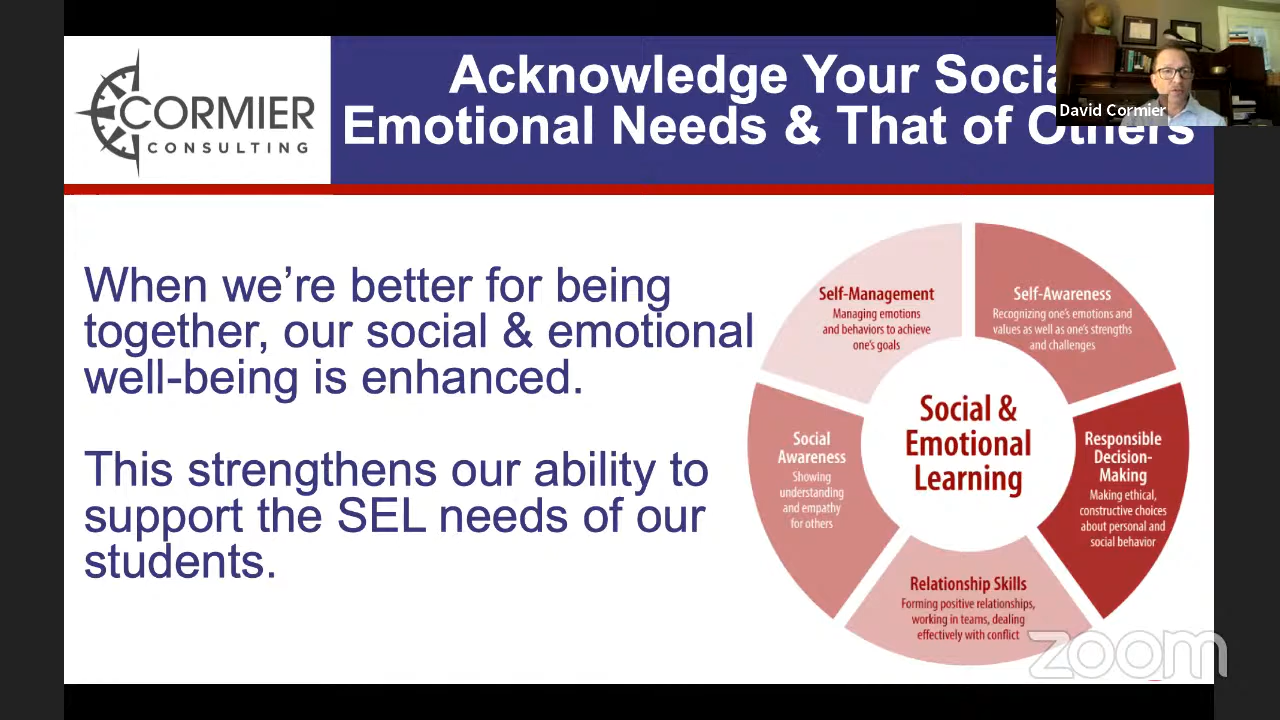 CORMIER
CONSULTING
Acknowledge Your Socia
Emotional Needs & That of Others
David Cormier
When we're better for being
together, our social & emotional
well-being is enhanced.
This strengthens our ability to
support the SEL needs of our
students.
Self-Management
Managing emotions
and behaviors to achieve
one's goals
Self-Awareness
Recognizing one's emotions and
values as well as one's strengths
and challenges
Social &
Emotional
Learning
Social
Awareness
Showing
understanding
and empathy
for others
Responsible
Decision-
Making
Making ethical,
constructive choices
about personal and
social behavior
Relationship Skills
Forming positive relationships,
working in teams, dealing
effectively with conflict
zoom